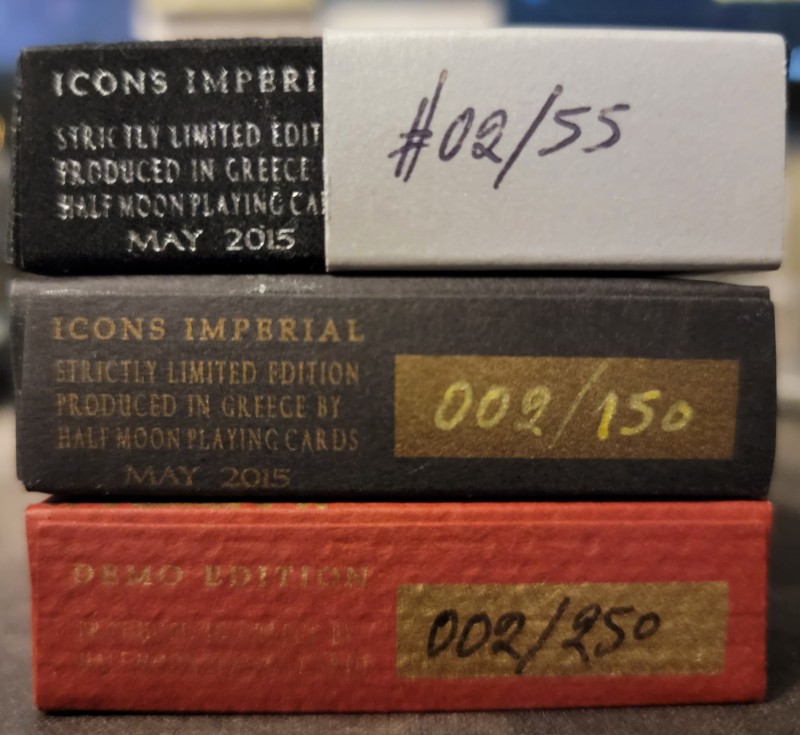 ICONS IMPERI
STRICTLY LIMITED EDIT
PRODUCED IN GREECE
HALF MOON PLAYING CA
MAY 2015
#02/55
ICONS IMPERIAL
STRICTLY LIMITED EDITION
PRODUCED IN GREECE BY
HALF MOON PLAYING CARDS
MAY 2015
002/150
DEMO EDITION
002/250